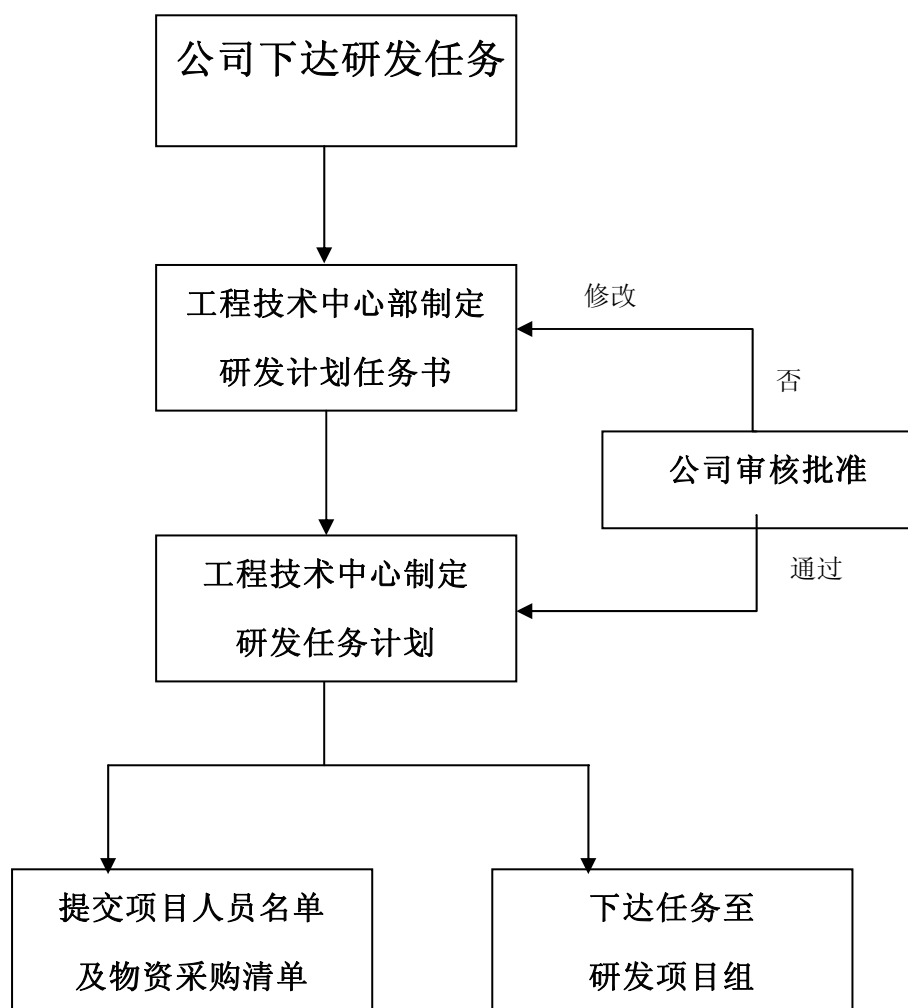 公司下达研发任务
工程技术中心部制定
研发计划任务书
修改
否
公司审核批准
工程技术中心制定
研发任务计划
通过
提交项目人员名单
及物资采购清单
下达任务至
研发项目组